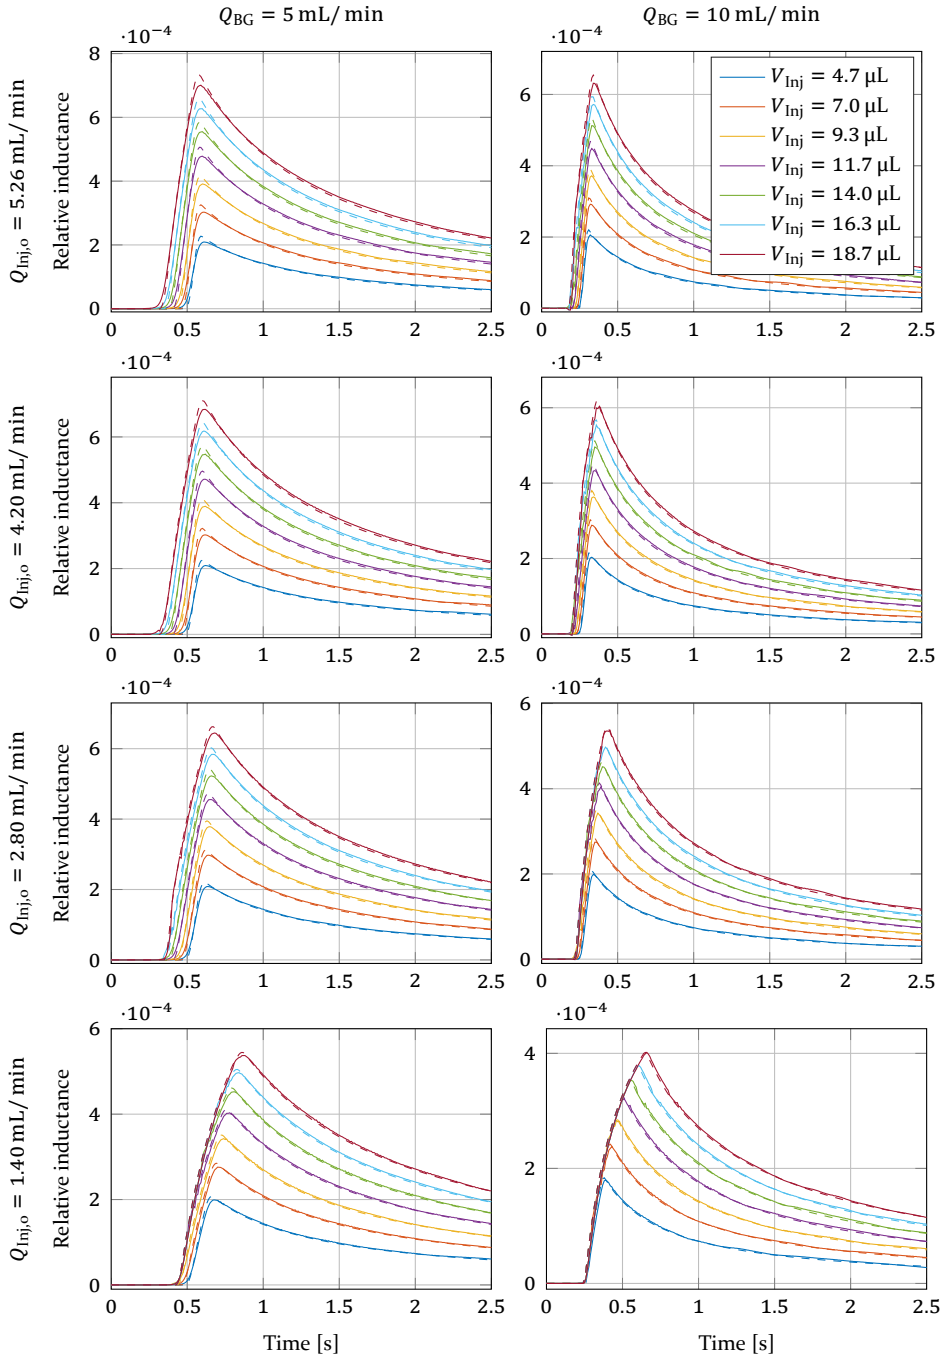 Q_BG = 5 mL/ min
Q_BG = 10 mL/ min
Q_Inj,o = 5.26 mL/ min
Relative inductance
·10⁻⁴
8
6
4
2
0
0 0.5 1 1.5 2 2.5
·10⁻⁴
6
4
2
0
0 0.5 1 1.5 2 2.5
V_Inj = 4.7 µL
V_Inj = 7.0 µL
V_Inj = 9.3 µL
V_Inj = 11.7 µL
V_Inj = 14.0 µL
V_Inj = 16.3 µL
V_Inj = 18.7 µL
Q_Inj,o = 4.20 mL/ min
Relative inductance
·10⁻⁴
6
4
2
0
0 0.5 1 1.5 2 2.5
·10⁻⁴
6
4
2
0
0 0.5 1 1.5 2 2.5
Q_Inj,o = 2.80 mL/ min
Relative inductance
·10⁻⁴
6
4
2
0
0 0.5 1 1.5 2 2.5
·10⁻⁴
6
4
2
0
0 0.5 1 1.5 2 2.5
Q_Inj,o = 1.40 mL/ min
Relative inductance
·10⁻⁴
6
4
2
0
0 0.5 1 1.5 2 2.5
Time [s]
·10⁻⁴
4
2
0
0 0.5 1 1.5 2 2.5
Time [s]